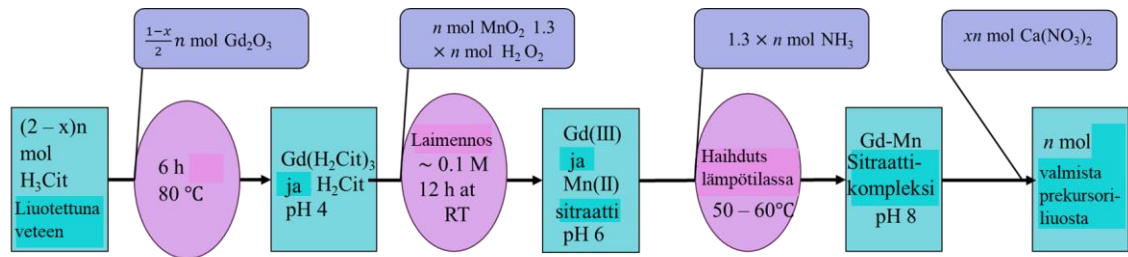 (1−x)/2 n mol Gd₂O₃
n mol MnO₂ 1.3
× n mol H₂O₂
1.3 × n mol NH₃
xn mol Ca(NO₃)₂
(2 – x)n
mol
H₃Cit
Liuotettuna
veteen
6 h
80 °C
Gd(H₂Cit)₃
ja H₂Cit
pH 4
Laimennos
~ 0.1 M
12 h at
RT
Gd(III)
ja
Mn(II)
sitraatti
pH 6
Haihduts
lämpötilassa
50 – 60°C
Gd-Mn
Sitraatti-
kompleksi
pH 8
n mol
valmista
prekursori-
liuosta